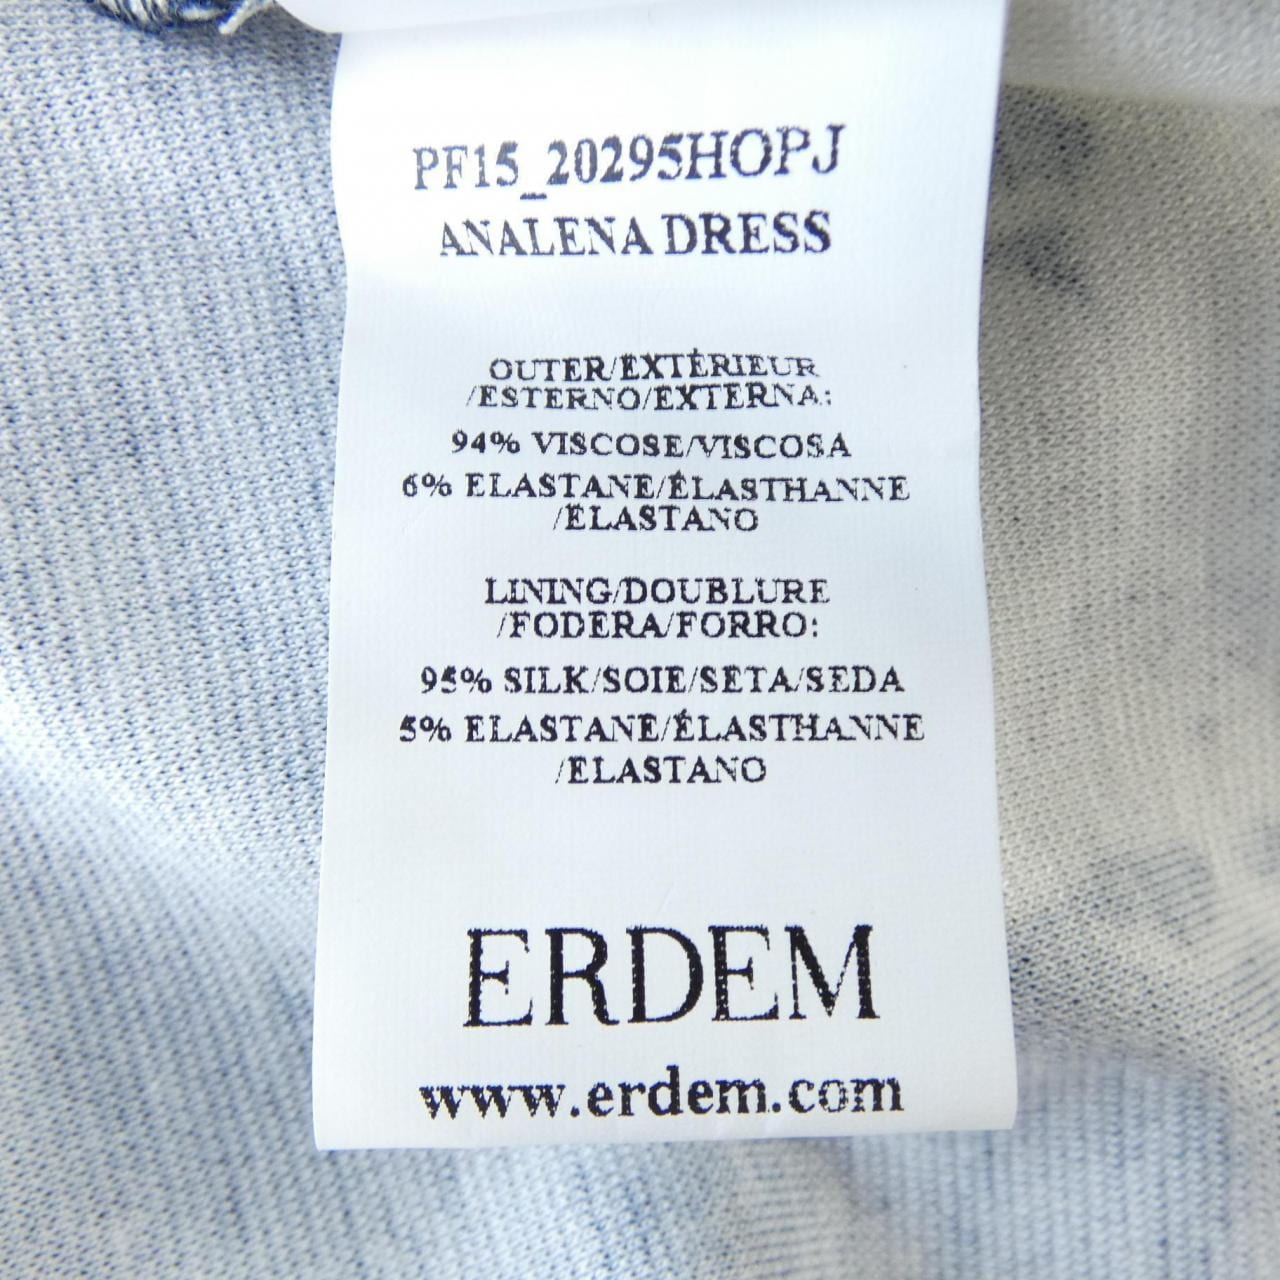 PF15_20295HOPJ
ANALENA DRESS
OUTER/EXTÉRIEUR
/ESTERNO/EXTERNA:
94% VISCOSE/VISCOSA
6% ELASTANE/ÉLASTHANNE
/ELASTANO
LINING/DOUBLURE
/FODERA/FORRO:
95% SILK/SOIE/SETA/SEDA
5% ELASTANE/ÉLASTHANNE
/ELASTANO
ERDEM
www.erdem.com